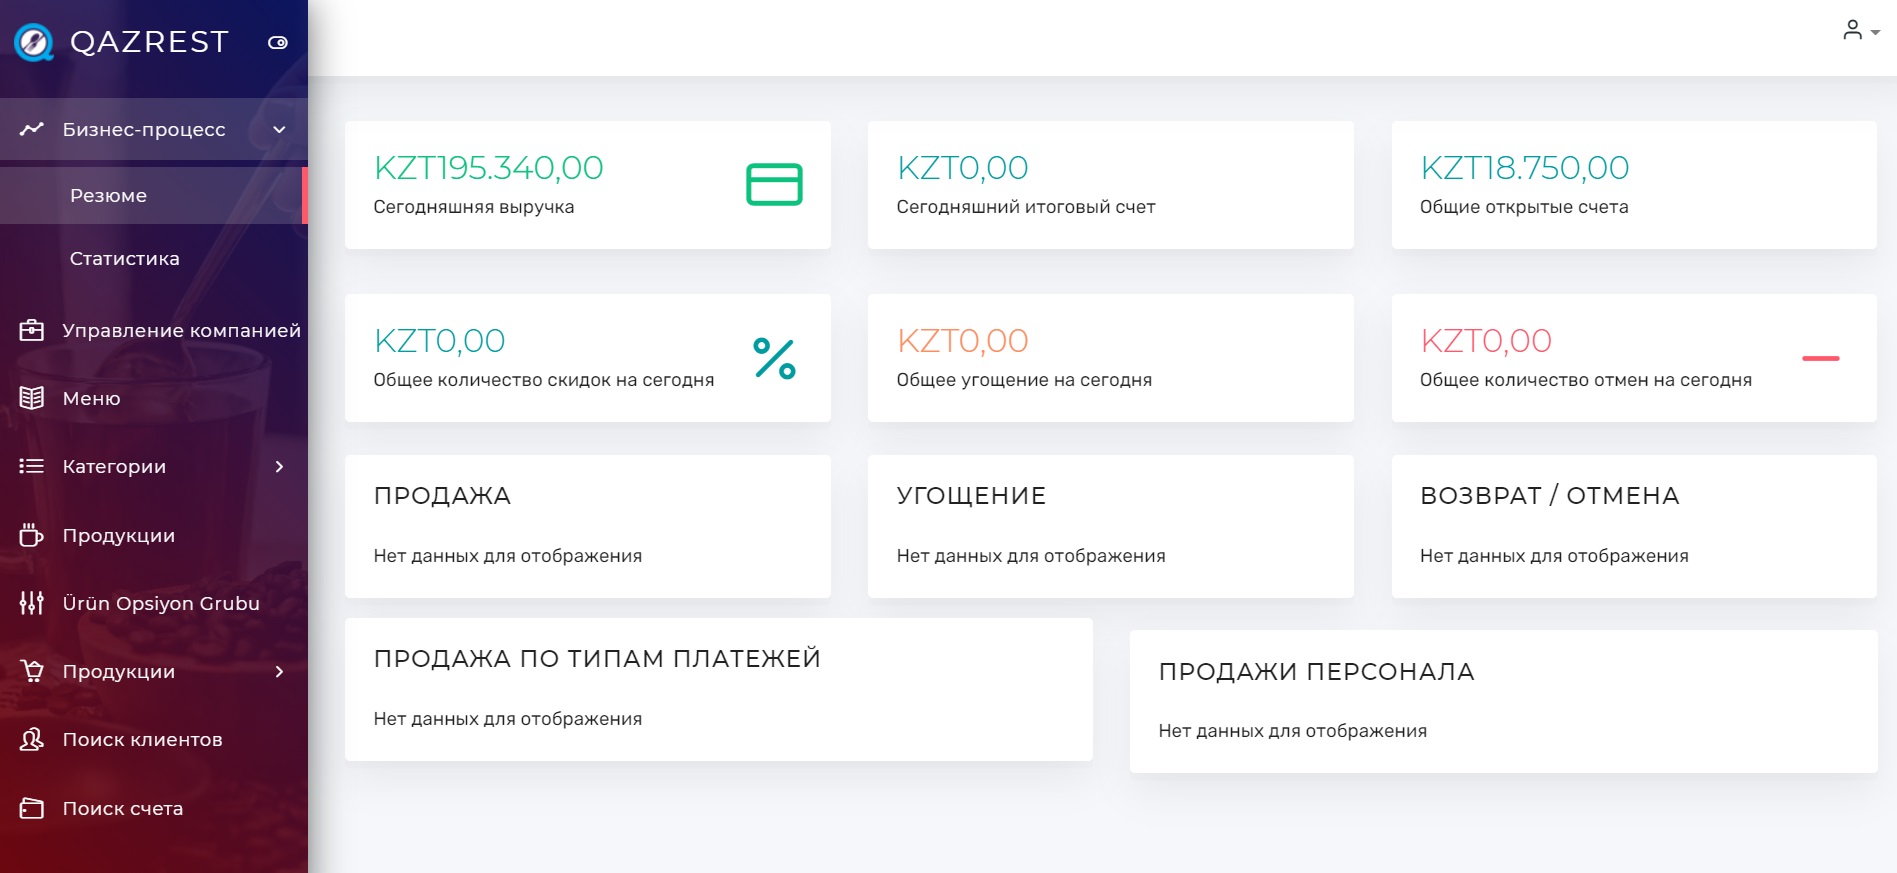 QAZREST
Бизнес-процесс
Резюме
Статистика
Управление компанией
Меню
Категории
Продукции
Ürün Opsiyon Grubu
Продукции
Поиск клиентов
Поиск счета
KZT195.340,00
Сегодняшняя выручка
KZT0,00
Сегодняшний итоговый счет
KZT18.750,00
Общие открытые счета
KZT0,00
Общее количество скидок на сегодня
KZT0,00
Общее угощение на сегодня
KZT0,00
Общее количество отмен на сегодня
ПРОДАЖА
Нет данных для отображения
УГОЩЕНИЕ
Нет данных для отображения
ВОЗВРАТ / ОТМЕНА
Нет данных для отображения
ПРОДАЖА ПО ТИПАМ ПЛАТЕЖЕЙ
Нет данных для отображения
ПРОДАЖИ ПЕРСОНАЛА
Нет данных для отображения